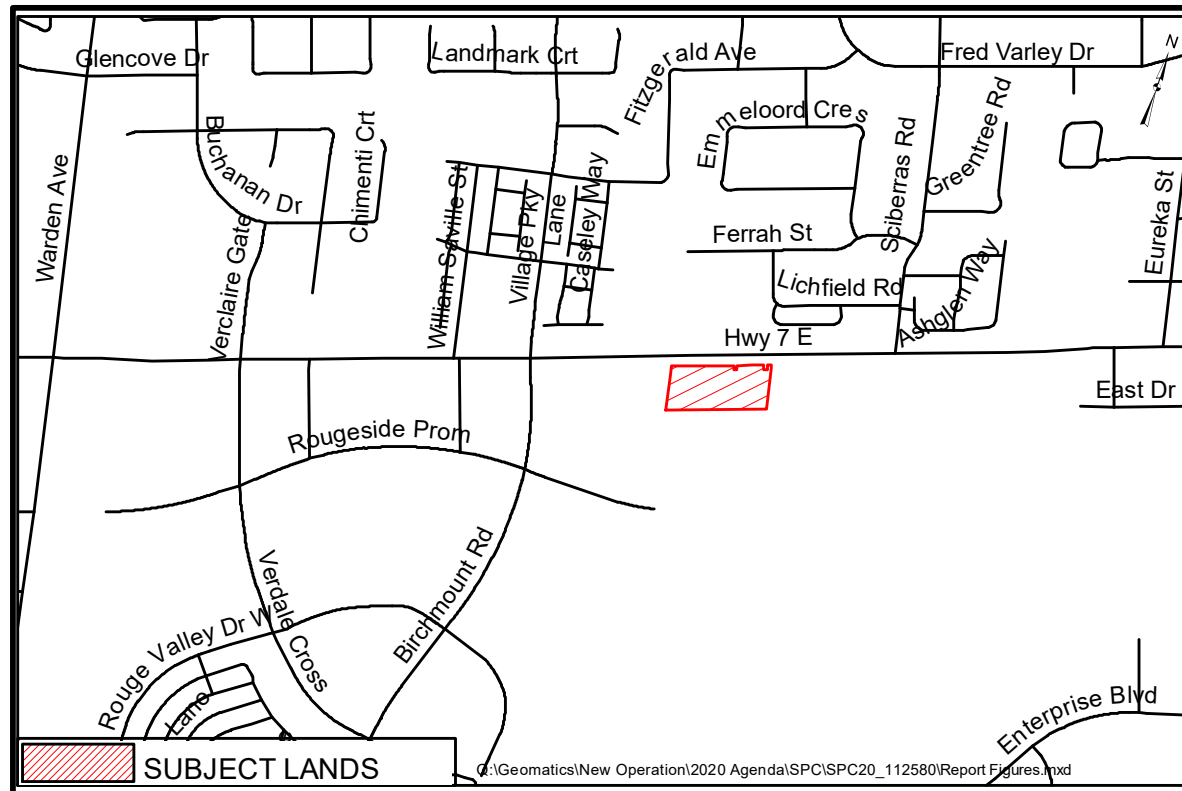 Glencove Dr
Landmark Crt
Fitzgerald Ave
Fred Varley Dr
N
Buchanan Dr
Chimenti Crt
Emmeloord Cres
Greentree Rd
Warden Ave
William Saville St
Village Pky
Lane
Caseley Way
Sciberras Rd
Eureka St
Verclaire Gate
Ferrah St
Lichfield Rd
Ashglen Way
Hwy 7 E
East Dr
Rougeside Prom
Verdale Cross
Birchmount Rd
Rouge Valley Dr W
Lane
Enterprise Blvd
SUBJECT LANDS
Q:\Geomatics\New Operation\2020 Agenda\SPC\SPC20_112580\Report Figures.mxd